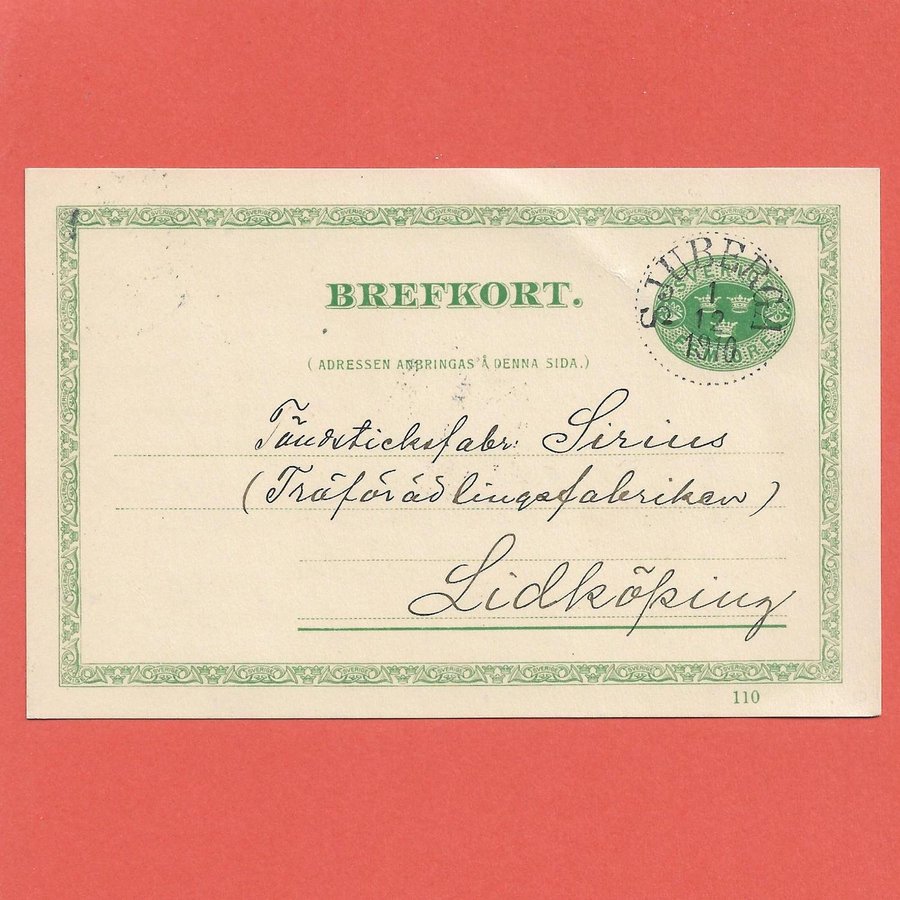 BREFKORT.
SVERIGE
FEM ÖRE
1
12
1910
(ADRESSEN ANBRINGAS Å DENNA SIDA.)
Tändsticksfabr: Sirius
(Träförädlingsfabriken)
Lidköping
110